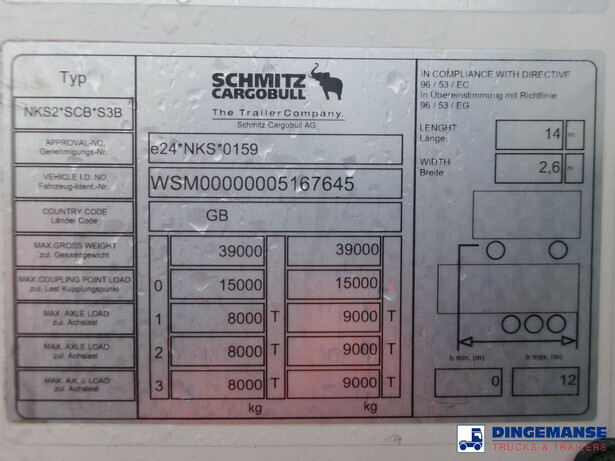 Typ
NKS2*SCB*S3B
SCHMITZ
CARGOBULL
The TrailerCompany.
Schmitz Cargobull AG
IN COMPLIANCE WITH DIRECTIVE
96 / 53 / EC
In Übereinstimmung mit Richtlinie
96 / 53 / EG
APPROVAL-NO.
Genehmigungs-Nr.
e24*NKS*0159
LENGHT
Länge
14 m
VEHICLE I.D. NO.
Fahrzeug-Ident.-Nr.
WSM00000005167645
WIDTH
Breite
2,6 m
COUNTRY CODE
Länder Code
GB
MAX.GROSS WEIGHT
zul. Gesamtgewicht
39000 39000
MAX.COUPLING POINT LOAD
zul. Last Kupplungspunkt
0 15000 15000
MAX. AXLE LOAD
zul. Achslast
1 8000 T 9000 T
MAX. AXLE LOAD
zul. Achslast
2 8000 T 9000 T
MAX. AXLE LOAD
zul. Achslast
3 8000 T 9000 T
kg kg
b min. (m) b max. (m)
0 12
DINGEMANSE
TRUCKS & TRAILERS